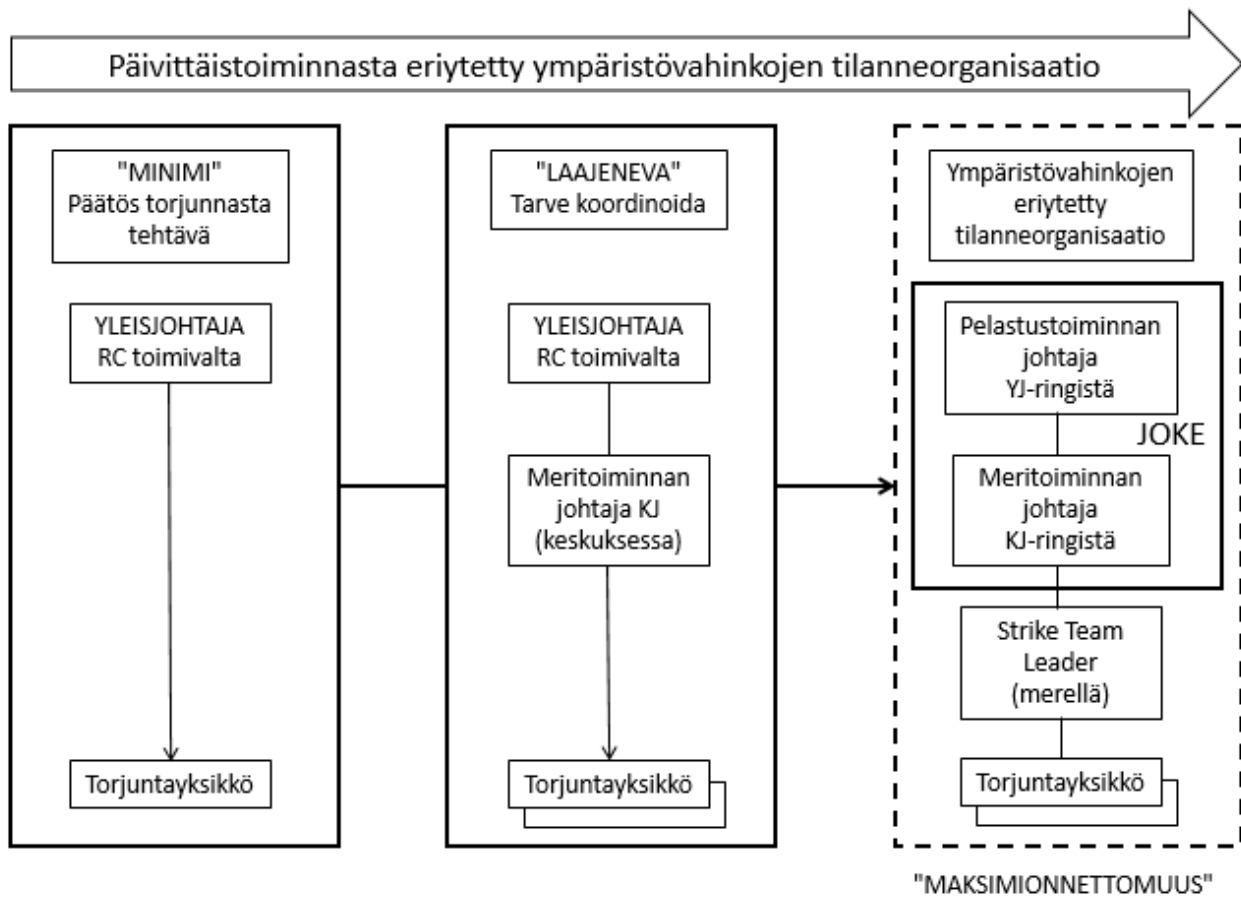 Päivittäistoiminnasta eriytetty ympäristövahinkojen tilanneorganisaatio
"MINIMI"
Päätös torjunnasta
tehtävä
YLEISJOHTAJA
RC toimivalta
Torjuntayksikkö
"LAAJENEVA"
Tarve koordinoida
YLEISJOHTAJA
RC toimivalta
Meritoiminnan
johtaja KJ
(keskuksessa)
Torjuntayksikkö
Ympäristövahinkojen
eriytetty
tilanneorganisaatio
Pelastustoiminnan
johtaja
YJ-ringistä
JOKE
Meritoiminnan
johtaja
KJ-ringistä
Strike Team
Leader
(merellä)
Torjuntayksikkö
"MAKSIMIONNETTOMUUS"